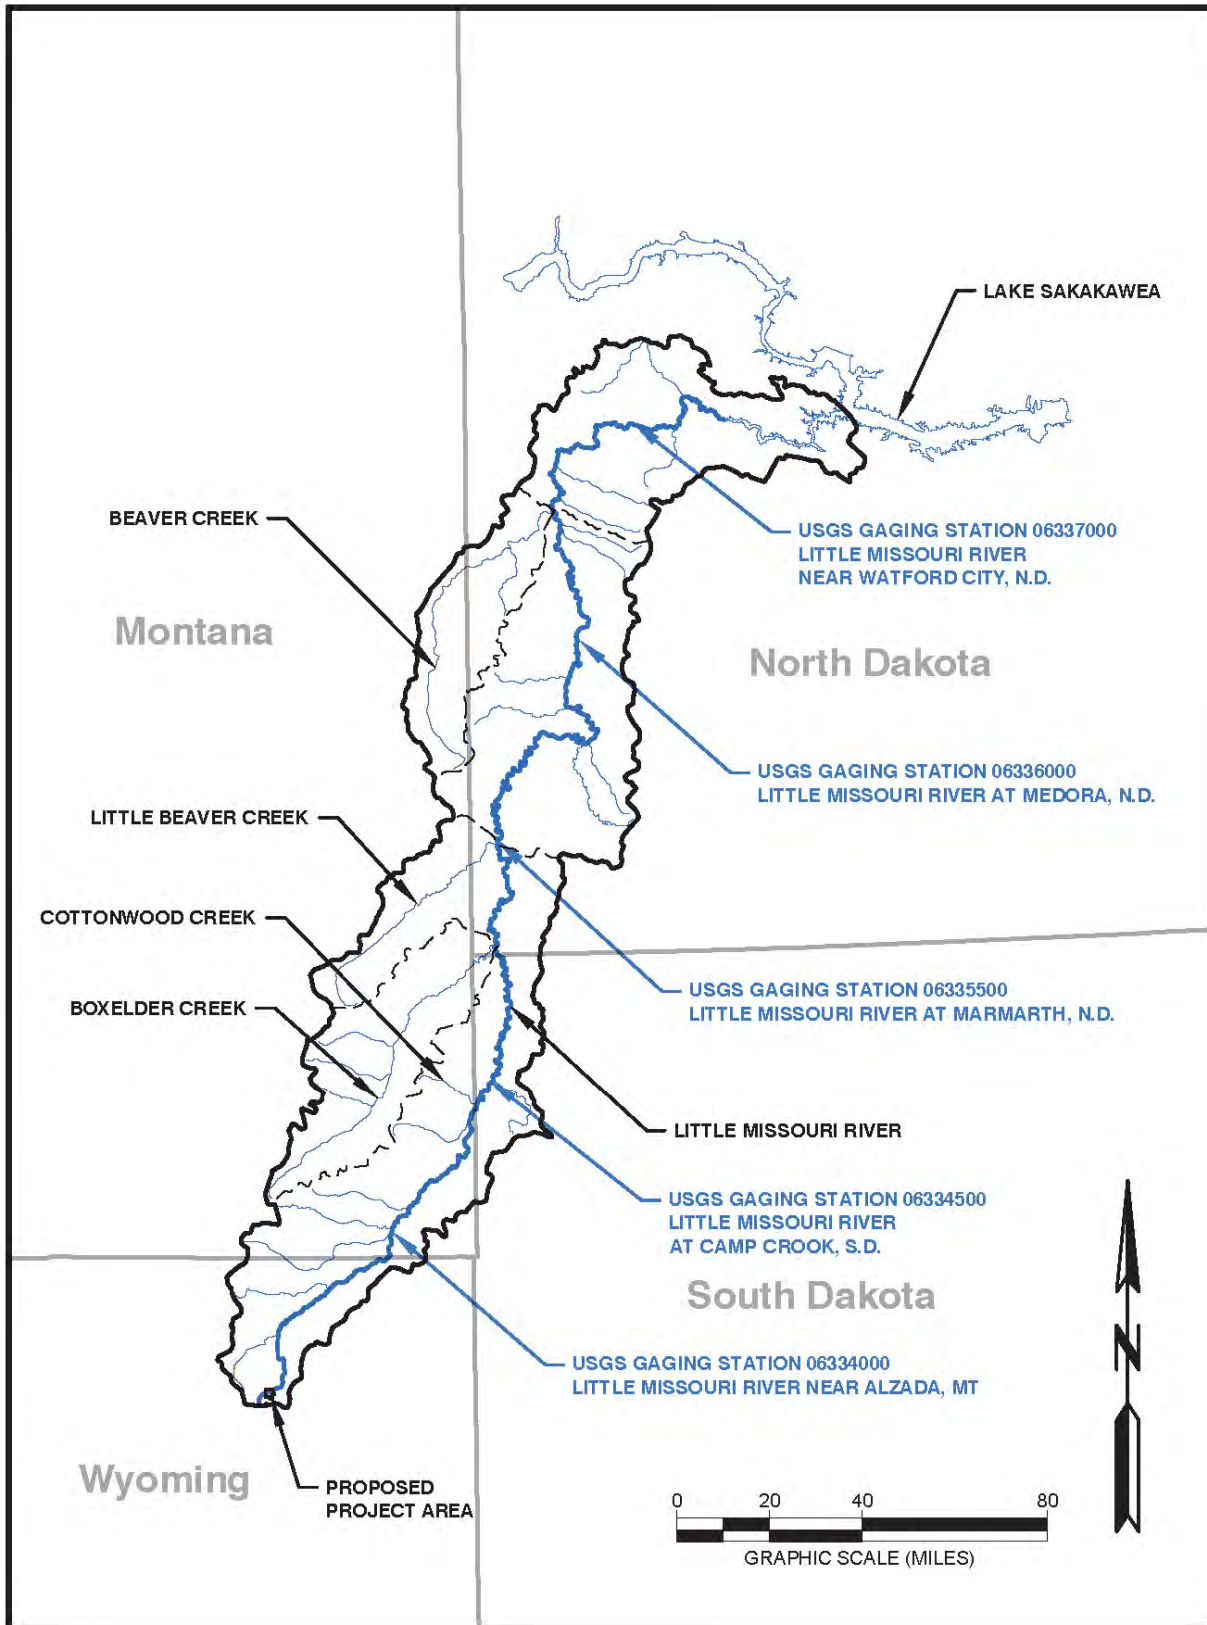 LAKE SAKAKAWEA
BEAVER CREEK
USGS GAGING STATION 06337000
LITTLE MISSOURI RIVER
NEAR WATFORD CITY, N.D.
Montana
North Dakota
USGS GAGING STATION 06336000
LITTLE MISSOURI RIVER AT MEDORA, N.D.
LITTLE BEAVER CREEK
COTTONWOOD CREEK
BOXELDER CREEK
USGS GAGING STATION 06335500
LITTLE MISSOURI RIVER AT MARMARTH, N.D.
LITTLE MISSOURI RIVER
USGS GAGING STATION 06334500
LITTLE MISSOURI RIVER
AT CAMP CROOK, S.D.
South Dakota
USGS GAGING STATION 06334000
LITTLE MISSOURI RIVER NEAR ALZADA, MT
N
Wyoming
PROPOSED
PROJECT AREA
0 20 40 80
GRAPHIC SCALE (MILES)